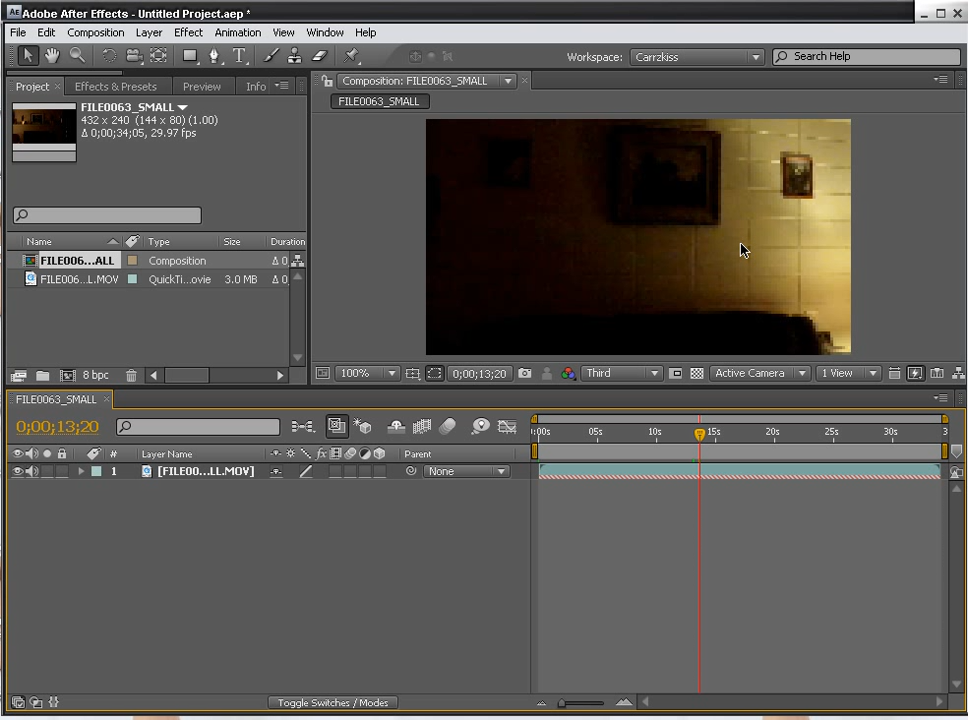 AE Adobe After Effects - Untitled Project.aep *
File Edit Composition Layer Effect Animation View Window Help
T Workspace: Carrzkiss Search Help
Project × Effects & Presets Preview Info
FILE0063_SMALL
432 x 240 (144 x 80) (1.00)
Δ 0;00;34;05, 29.97 fps
Composition: FILE0063_SMALL
FILE0063_SMALL
Name Type Size Duration
FILE006...ALL Composition Δ 0
FILE006...L.MOV QuickTi...ovie 3.0 MB Δ 0
8 bpc
100% 0;00;13;20 Third Active Camera 1 View
FILE0063_SMALL ×
0;00;13;20
:00s 05s 10s 15s 20s 25s 30s 3
# Layer Name fx Parent
1 [FILE00...LL.MOV] None
Toggle Switches / Modes